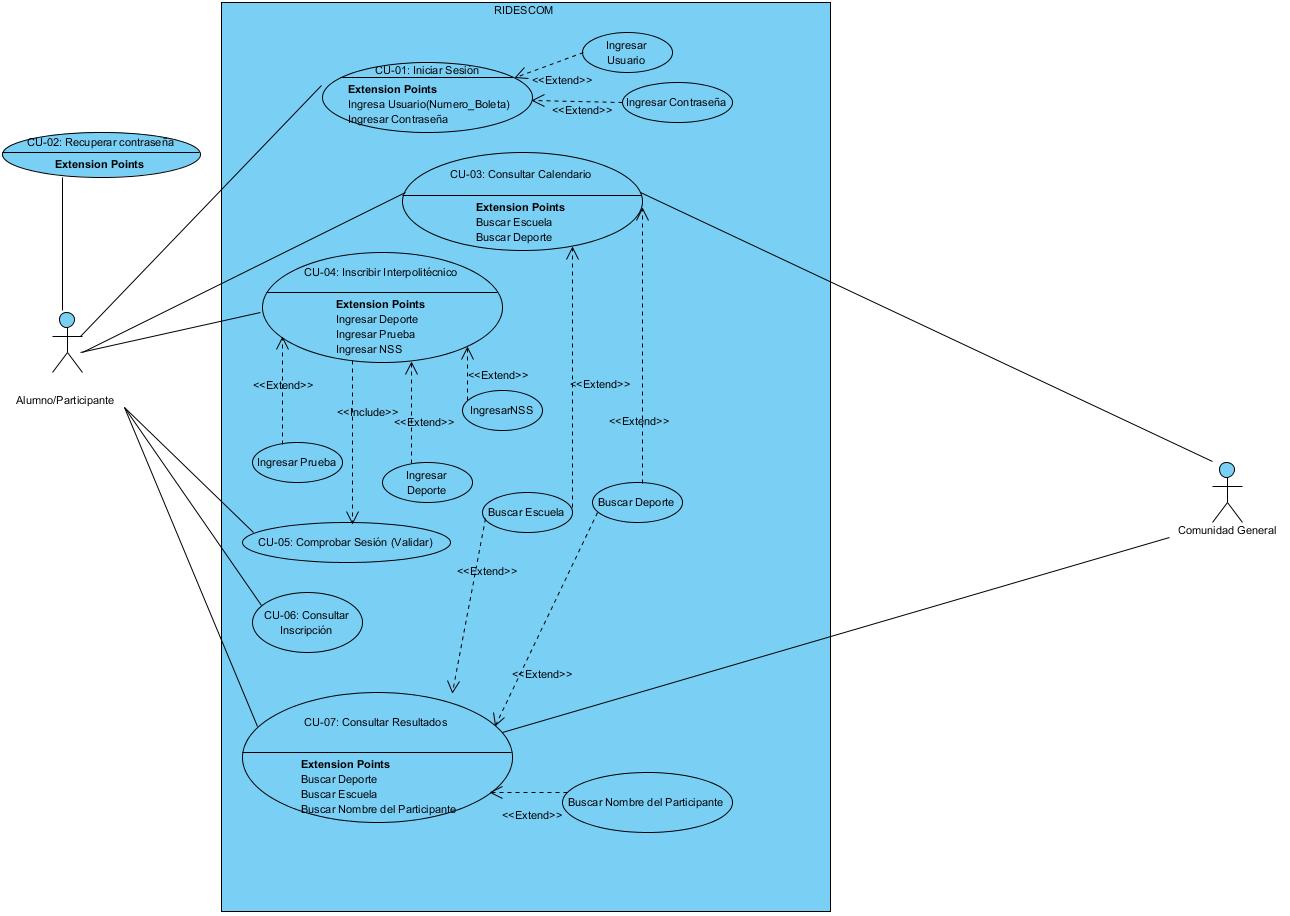 RIDESCOM
Ingresar
Usuario
CU-01: Iniciar Sesión
<<Extend>>
Extension Points
Ingresa Usuario(Numero_Boleta)
Ingresar Contraseña
Ingresar Contraseña
<<Extend>>
CU-02: Recuperar contraseña
Extension Points
CU-03: Consultar Calendario
Extension Points
Buscar Escuela
Buscar Deporte
CU-04: Inscribir Interpolitécnico
Extension Points
Ingresar Deporte
Ingresar Prueba
Ingresar NSS
<<Extend>>
<<Extend>>
<<Extend>>
<<Include>>
<<Extend>>
<<Extend>>
Alumno/Participante
IngresarNSS
Ingresar Prueba
Ingresar
Deporte
Buscar Escuela
Buscar Deporte
Comunidad General
CU-05: Comprobar Sesión (Validar)
<<Extend>>
CU-06: Consultar
Inscripción
<<Extend>>
CU-07: Consultar Resultados
Extension Points
Buscar Deporte
Buscar Escuela
Buscar Nombre del Participante
Buscar Nombre del Participante
<<Extend>>